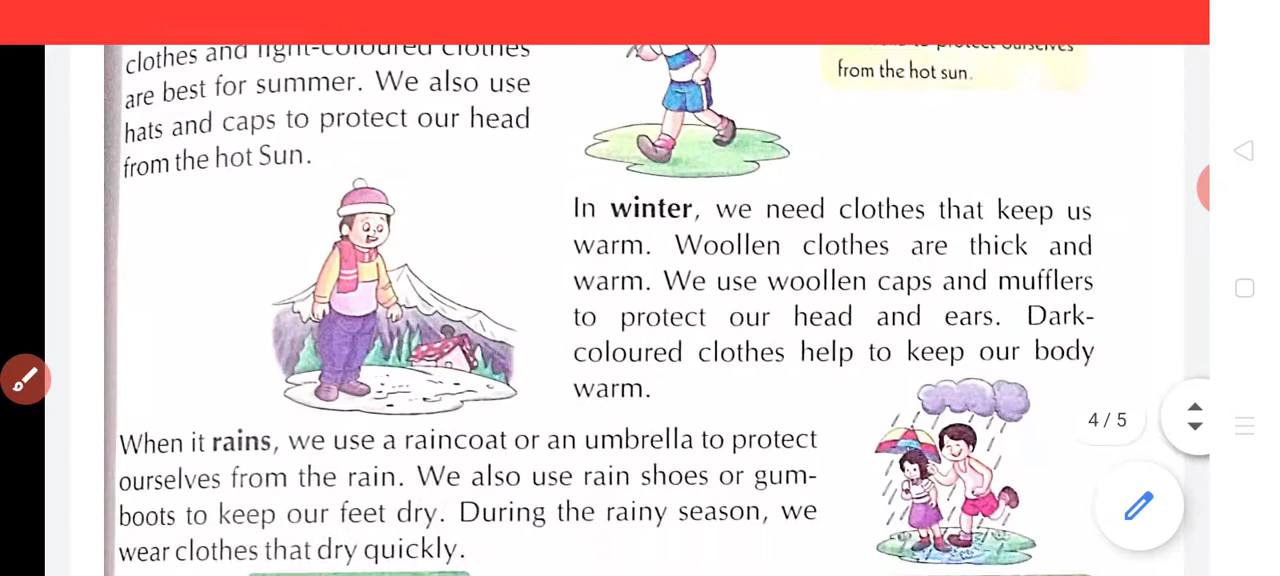 clothes and light-coloured clothes
are best for summer. We also use
hats and caps to protect our head
from the hot Sun.
to protect ourselves
from the hot sun.
In winter, we need clothes that keep us
warm. Woollen clothes are thick and
warm. We use woollen caps and mufflers
to protect our head and ears. Dark-
coloured clothes help to keep our body
warm.
4 / 5
When it rains, we use a raincoat or an umbrella to protect
ourselves from the rain. We also use rain shoes or gum-
boots to keep our feet dry. During the rainy season, we
wear clothes that dry quickly.